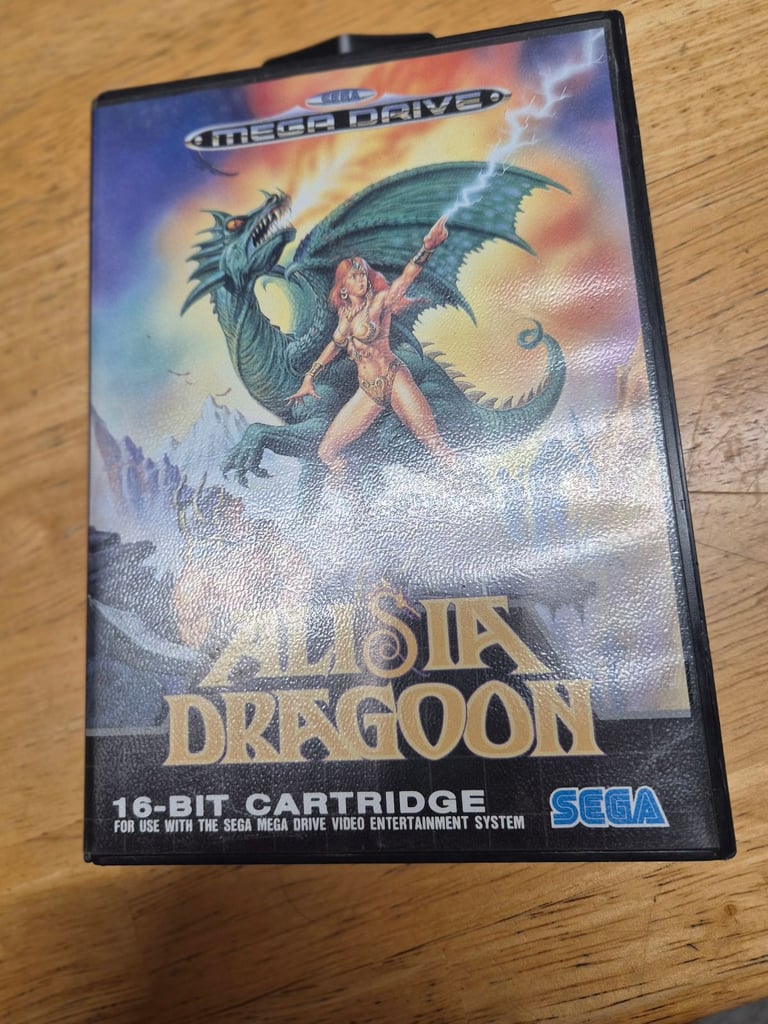 SEGA
MEGA DRIVE
ALISIA
DRAGOON
16-BIT CARTRIDGE
FOR USE WITH THE SEGA MEGA DRIVE VIDEO ENTERTAINMENT SYSTEM
SEGA